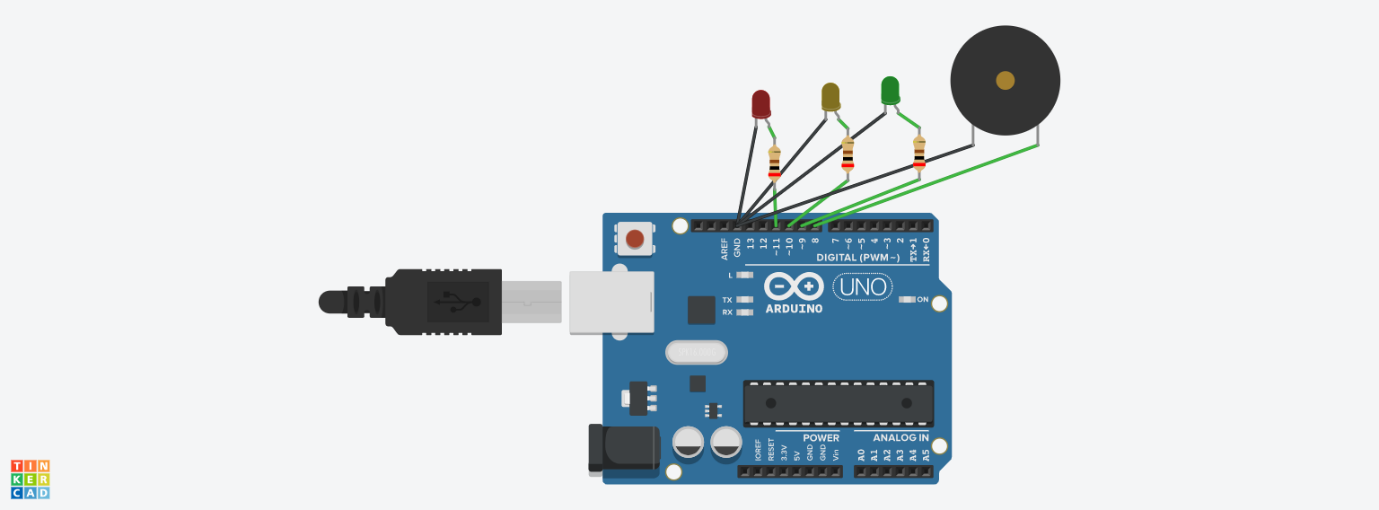 AREF
GND
13
12
~11
~10
~9
8
7
~6
~5
4
~3
2
TX→1
RX←0
DIGITAL (PWM~)
L
TX
RX
ARDUINO
UNO
ON
POWER
ANALOG IN
IOREF
RESET
3.3V
5V
GND
GND
Vin
A0
A1
A2
A3
A4
A5
TIN
KER
CAD